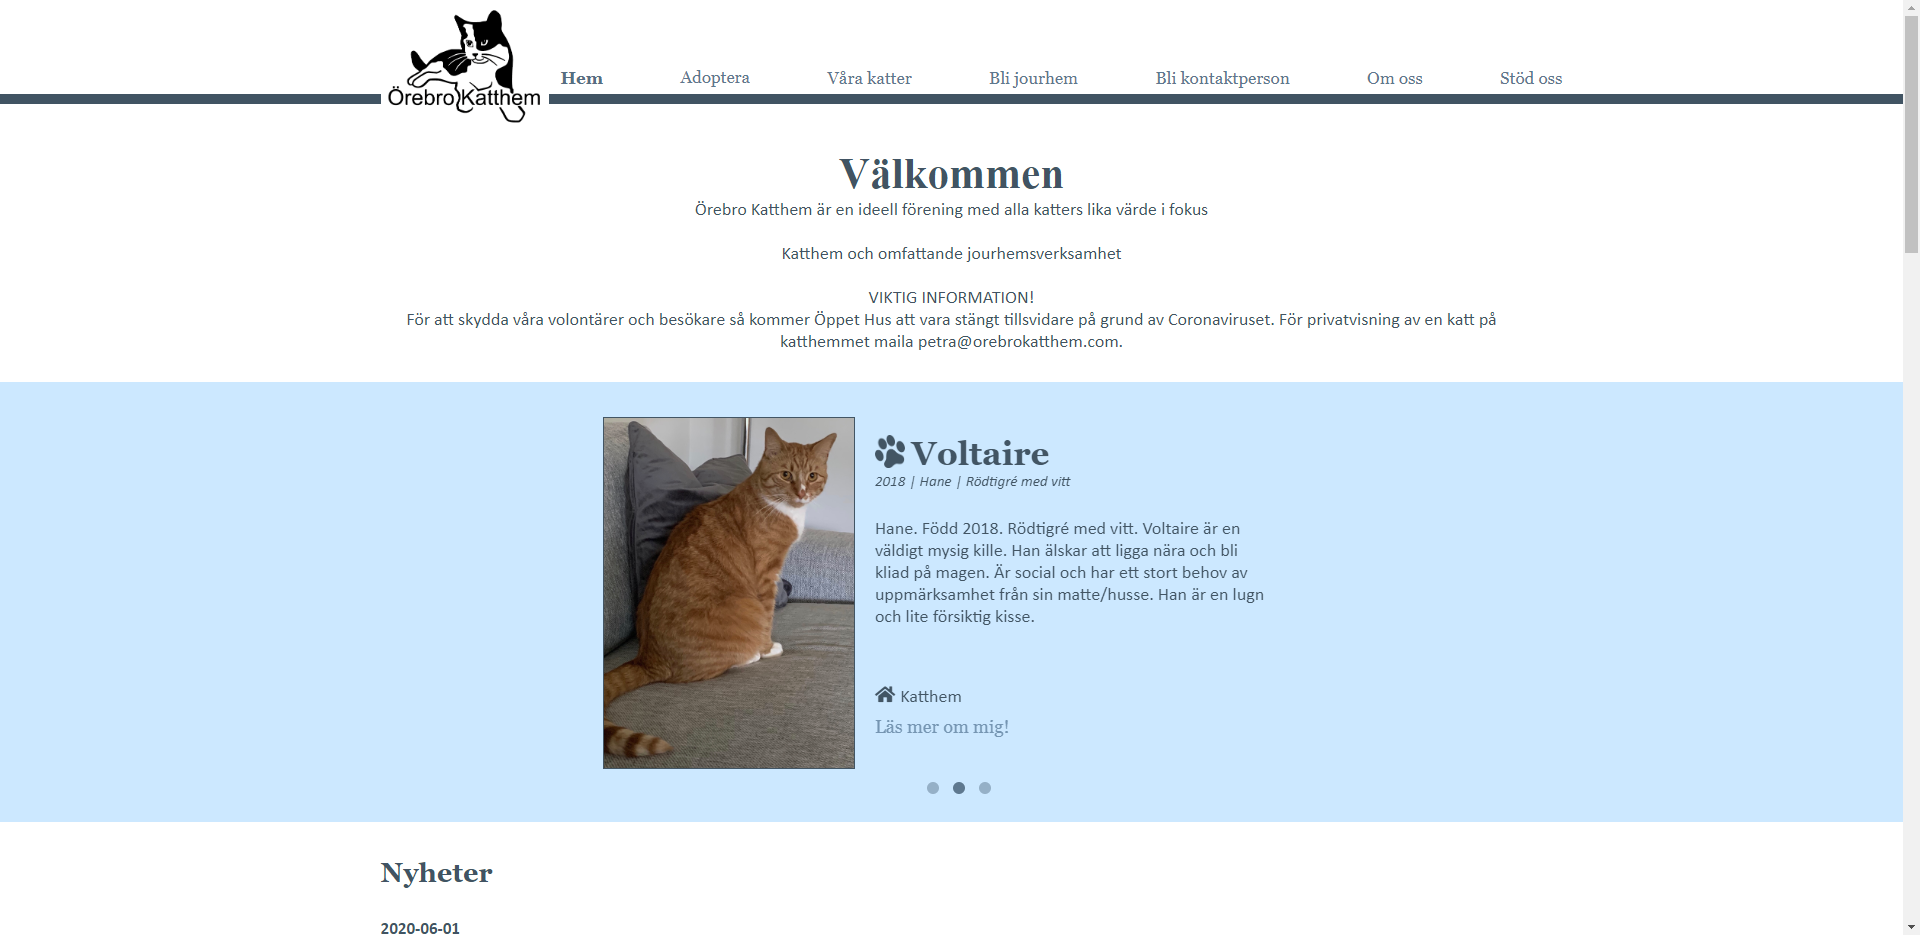 Örebro Katthem
Hem
Adoptera
Våra katter
Bli jourhem
Bli kontaktperson
Om oss
Stöd oss
Välkommen
Örebro Katthem är en ideell förening med alla katters lika värde i fokus
Katthem och omfattande jourhemsverksamhet
VIKTIG INFORMATION!
För att skydda våra volontärer och besökare så kommer Öppet Hus att vara stängt tillsvidare på grund av Coronaviruset. För privatvisning av en katt på
katthemmet maila petra@orebrokatthem.com.
Voltaire
2018 | Hane | Rödtigré med vitt
Hane. Född 2018. Rödtigré med vitt. Voltaire är en
väldigt mysig kille. Han älskar att ligga nära och bli
kliad på magen. Är social och har ett stort behov av
uppmärksamhet från sin matte/husse. Han är en lugn
och lite försiktig kisse.
Katthem
Läs mer om mig!
Nyheter
2020-06-01